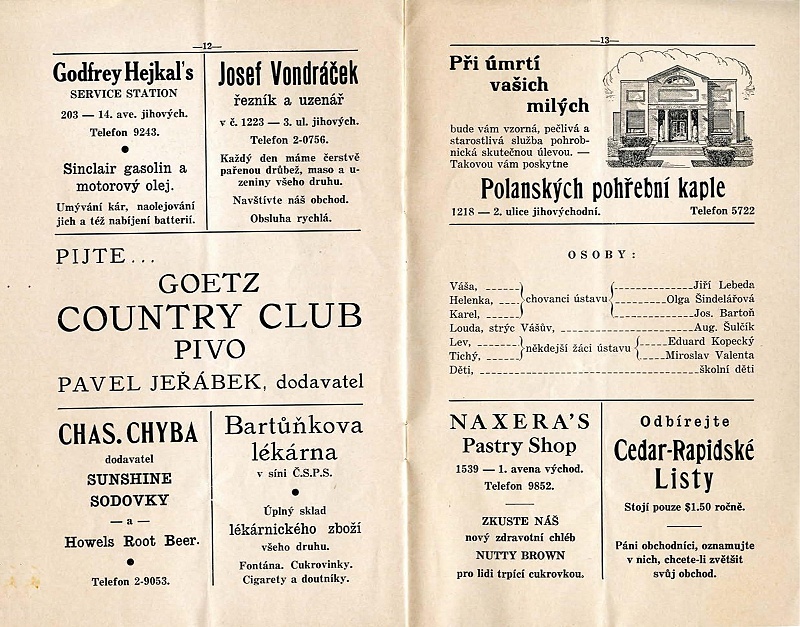 —12—
Godfrey Hejkal's
SERVICE STATION
203 — 14. ave. jihových.
Telefon 9243.
Sinclair gasolin a
motorový olej.
Umývání kár, naolejování
jich a též nabíjení batterií.
Josef Vondráček
řezník a uzenář
v č. 1223 — 3. ul. jihových.
Telefon 2-0756.
Každý den máme čerstvě
pařenou drůbež, maso a u-
zeniny všeho druhu.
Navštivte náš obchod.
Obsluha rychlá.
PIJTE...
GOETZ
COUNTRY CLUB
PIVO
PAVEL JEŘÁBEK, dodavatel
CHAS. CHYBA
dodavatel
SUNSHINE
SODOVKY
— a —
Howels Root Beer.
Telefon 2-9053.
Bartůňkova
lékárna
v síni Č.S.P.S.
Úplný sklad
lékárnického zboží
všeho druhu.
Fontána. Cukrovinky.
Cigarety a doutníky.
—13—
Při úmrtí
vašich
milých
bude vám vzorná, pečlivá a
starostlivá služba pohrob-
nická skutečnou úlevou. —
Takovou vám poskytne
Polanských pohřební kaple
1218 — 2. ulice jihovýchodní. Telefon 5722
OSOBY:
Váša, Jiří Lebeda
Helenka, chovanci ústavu Olga Šindelářová
Karel, Jos. Bartoň
Louda, strýc Vášův, Aug. Šulčík
Lev, Eduard Kopecký
někdejší žáci ústavu
Tichý, Miroslav Valenta
Děti, školní děti
NAXERA'S
Pastry Shop
1539 — 1. avena východ.
Telefon 9852.
ZKUSTE NÁŠ
nový zdravotní chléb
NUTTY BROWN
pro lidi trpící cukrovkou.
Odbírejte
Cedar-Rapidské
Listy
Stojí pouze $1.50 ročně.
Páni obchodníci, oznamujte
v nich, chcete-li zvětšit
svůj obchod.